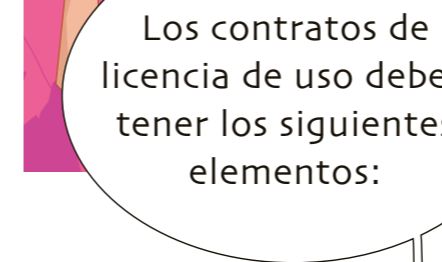 Los contratos de
licencia de uso debe
tener los siguientes
elementos: